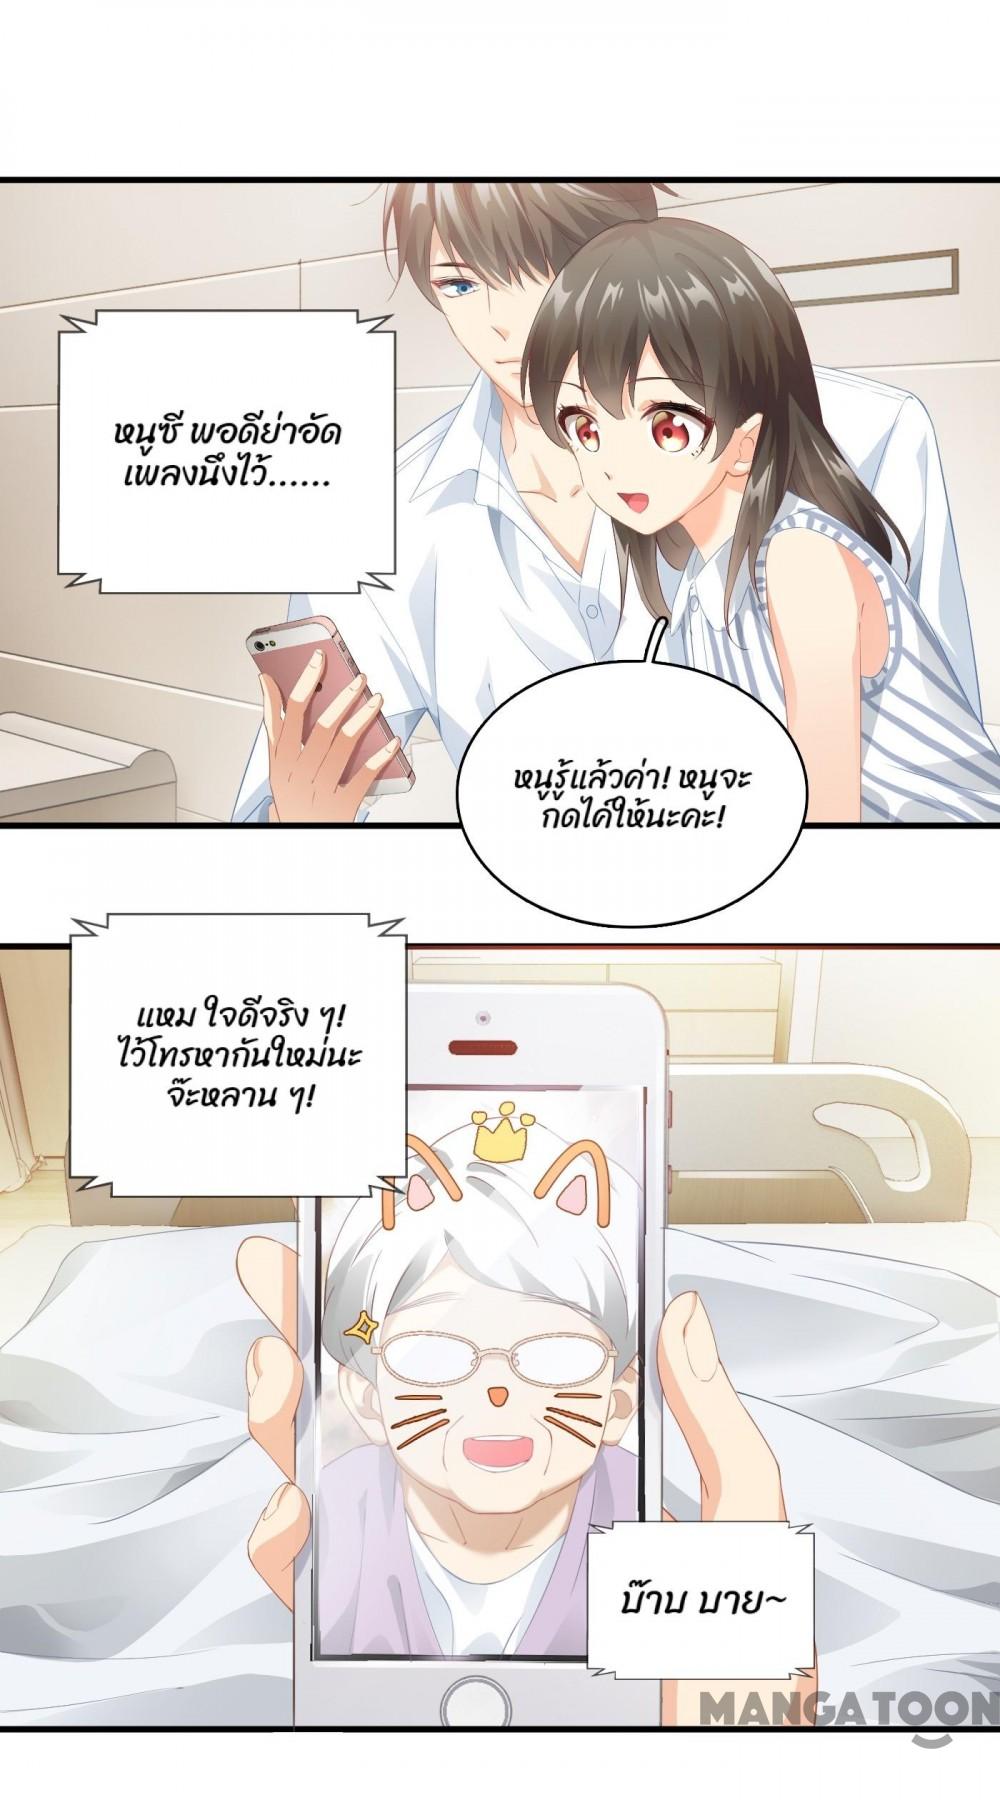 หนูซี พอดีย่าอัด
เพลงนึงไว้......
หนูรู้แล้วค่า! หนูจะ
กดไค์ให้นะคะ!
แหม ใจดีจริง ๆ!
ไว้โทรหากันใหม่นะ
จ๊ะหลาน ๆ!
บ๊าบ บาย~
MANGATOON